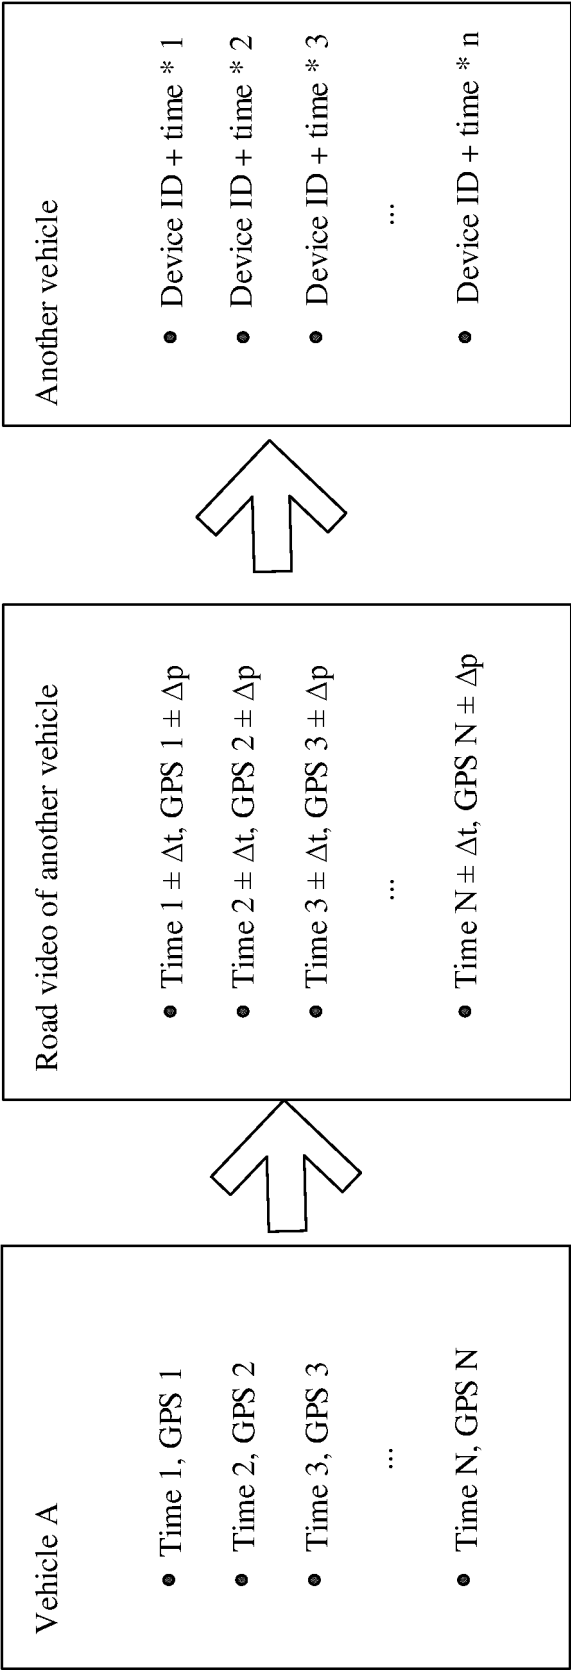 Vehicle A
• Time 1, GPS 1
• Time 2, GPS 2
• Time 3, GPS 3
...
• Time N, GPS N
Road video of another vehicle
• Time 1 ± Δt, GPS 1 ± Δp
• Time 2 ± Δt, GPS 2 ± Δp
• Time 3 ± Δt, GPS 3 ± Δp
...
• Time N ± Δt, GPS N ± Δp
Another vehicle
• Device ID + time * 1
• Device ID + time * 2
• Device ID + time * 3
...
• Device ID + time * n